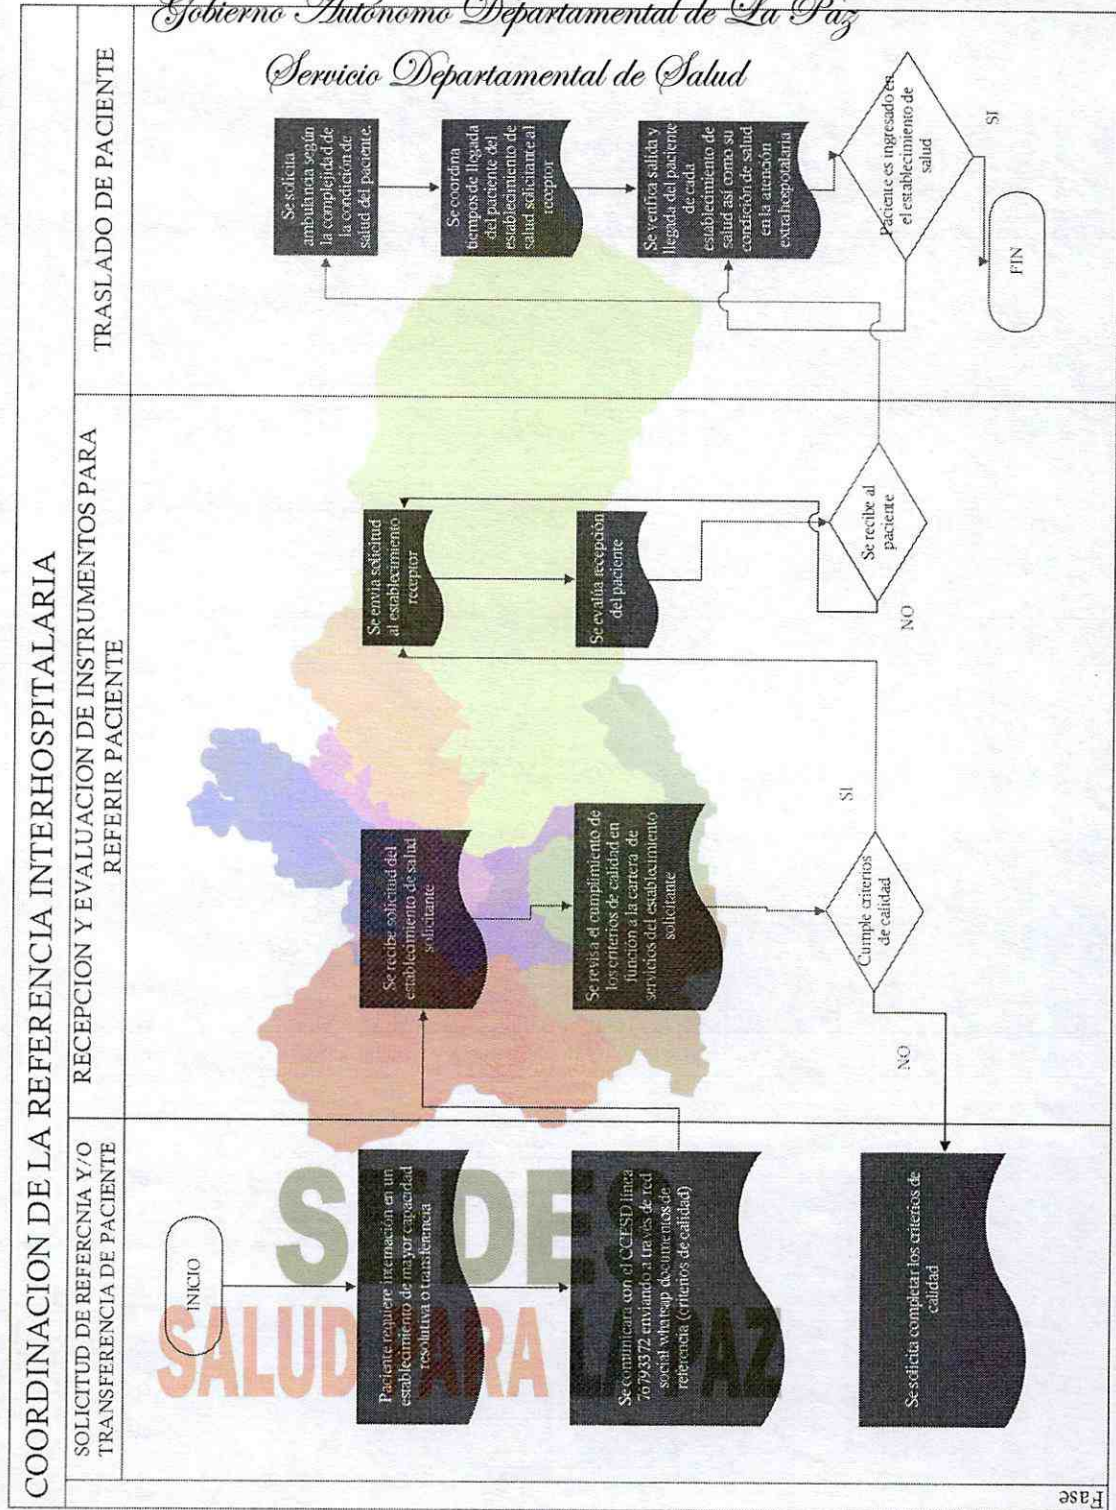 Gobierno Autónomo Departamental de La Paz
Servicio Departamental de Salud
COORDINACION DE LA REFERENCIA INTERHOSPITALARIA
Fase
SOLICITUD DE REFERCNIA Y/O
TRANSFERENCIA DE PACIENTE
INICIO
Paciente requiere internación en un
establecimiento de mayor capacidad
resolutiva o transferencia
Se comunicara con el CCESD linea
76793372 enviando a través de red
social whatsap documentos de
referencia (criterios de calidad)
Se solicita completar los criterios de
calidad
RECEPCION Y EVALUACION DE INSTRUMENTOS PARA
REFERIR PACIENTE
Se recibe solicitud del
establecimiento de salud
solicitante
Se revisa el cumplimiento de
los criterios de calidad en
función a la cartera de
servicios del establecimiento
solicitante
Cumple criterios
de calidad
NO
SI
Se envia solicitud
al establecimiento
receptor
Se evalúa recepción
del paciente
Se recibe al
paciente
NO
TRASLADO DE PACIENTE
Se solicita
ambulancia según
la complejidad de
la condición de
salud del paciente.
Se coordina
tiempos de llegada
del paciente del
establecimiento de
salud solicitante al
receptor
Se verifica salida y
llegada del paciente
de cada
establecimiento de
salud así como su
condición de salud
en la atención
extrahospotalaria
Paciente es ingresado en
el establecimiento de
salud
SI
FIN
SEDES
SALUD PARA LA PAZ